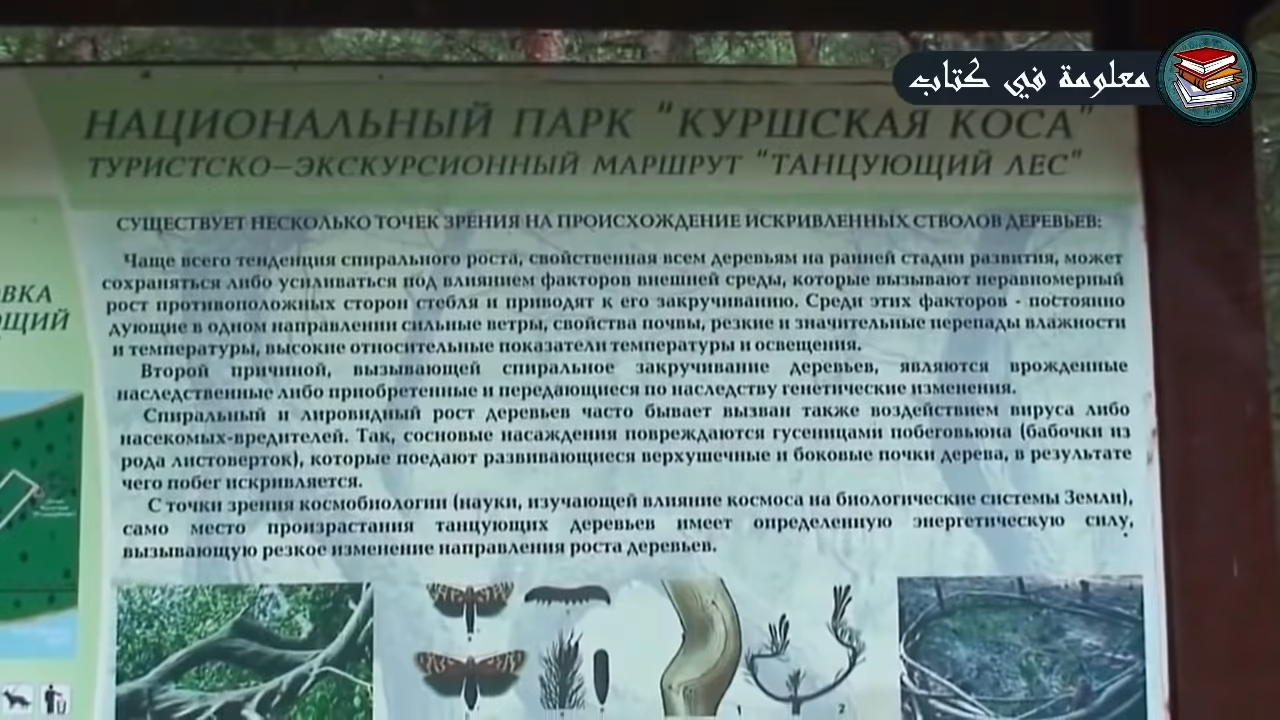 معلومة في كتاب
НАЦИОНАЛЬНЫЙ ПАРК "КУРШСКАЯ КОСА"
ТУРИСТСКО-ЭКСКУРСИОННЫЙ МАРШРУТ "ТАНЦУЮЩИЙ ЛЕС"
СУЩЕСТВУЕТ НЕСКОЛЬКО ТОЧЕК ЗРЕНИЯ НА ПРОИСХОЖДЕНИЕ ИСКРИВЛЕННЫХ СТВОЛОВ ДЕРЕВЬЕВ:
Чаще всего тенденция спирального роста, свойственная всем деревьям на ранней стадии развития, может
сохраняться либо усиливаться под влиянием факторов внешней среды, которые вызывают неравномерный
рост противоположных сторон стебля и приводят к его закручиванию. Среди этих факторов - постоянно
дующие в одном направлении сильные ветры, свойства почвы, резкие и значительные перепады влажности
и температуры, высокие относительные показатели температуры и освещения.
Второй причиной, вызывающей спиральное закручивание деревьев, являются врожденные
наследственные либо приобретенные и передающиеся по наследству генетические изменения.
Спиральный и лировидный рост деревьев часто бывает вызван также воздействием вируса либо
насекомых-вредителей. Так, сосновые насаждения повреждаются гусеницами побеговьюна (бабочки из
рода листоверток), которые поедают развивающиеся верхушечные и боковые почки дерева, в результате
чего побег искривляется.
С точки зрения космобиологии (науки, изучающей влияние космоса на биологические системы Земли),
само место произрастания танцующих деревьев имеет определенную энергетическую силу,
вызывающую резкое изменение направления роста деревьев.
ВКА
ЩИЙ
1
2